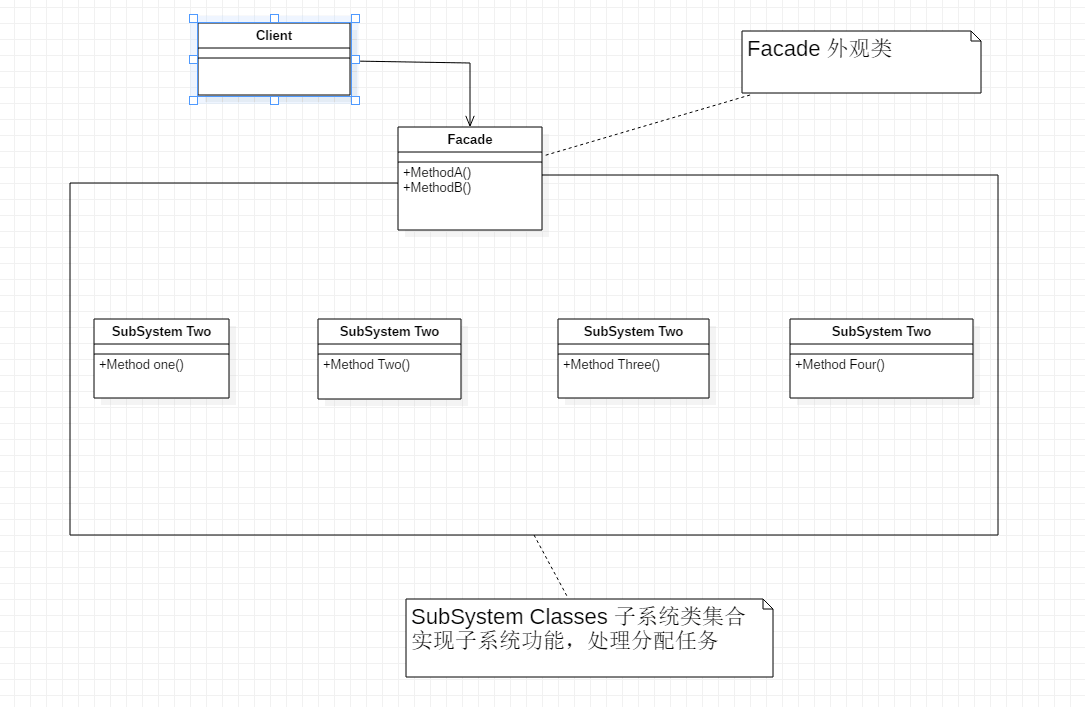 Client
Facade 外观类
Facade
+MethodA()
+MethodB()
SubSystem Two
+Method one()
SubSystem Two
+Method Two()
SubSystem Two
+Method Three()
SubSystem Two
+Method Four()
SubSystem Classes 子系统类集合
实现子系统功能，处理分配任务